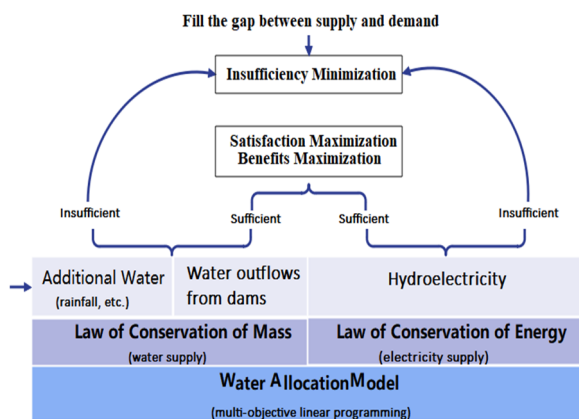 Fill the gap between supply and demand
Insufficiency Minimization
Satisfaction Maximization
Benefits Maximization
Insufficient
Sufficient
Sufficient
Insufficient
Additional Water
(rainfall, etc.)
Water outflows
from dams
Hydroelectricity
Law of Conservation of Mass
(water supply)
Law of Conservation of Energy
(electricity supply)
Water AllocationModel
(multi-objective linear programming)